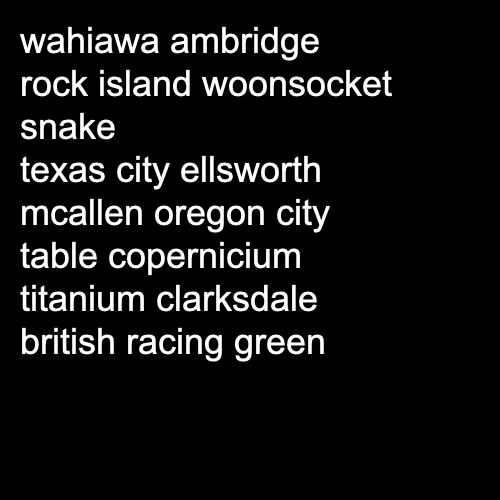 wahiawa ambridge
rock island woonsocket
snake
texas city ellsworth
mcallen oregon city
table copernicium
titanium clarksdale
british racing green